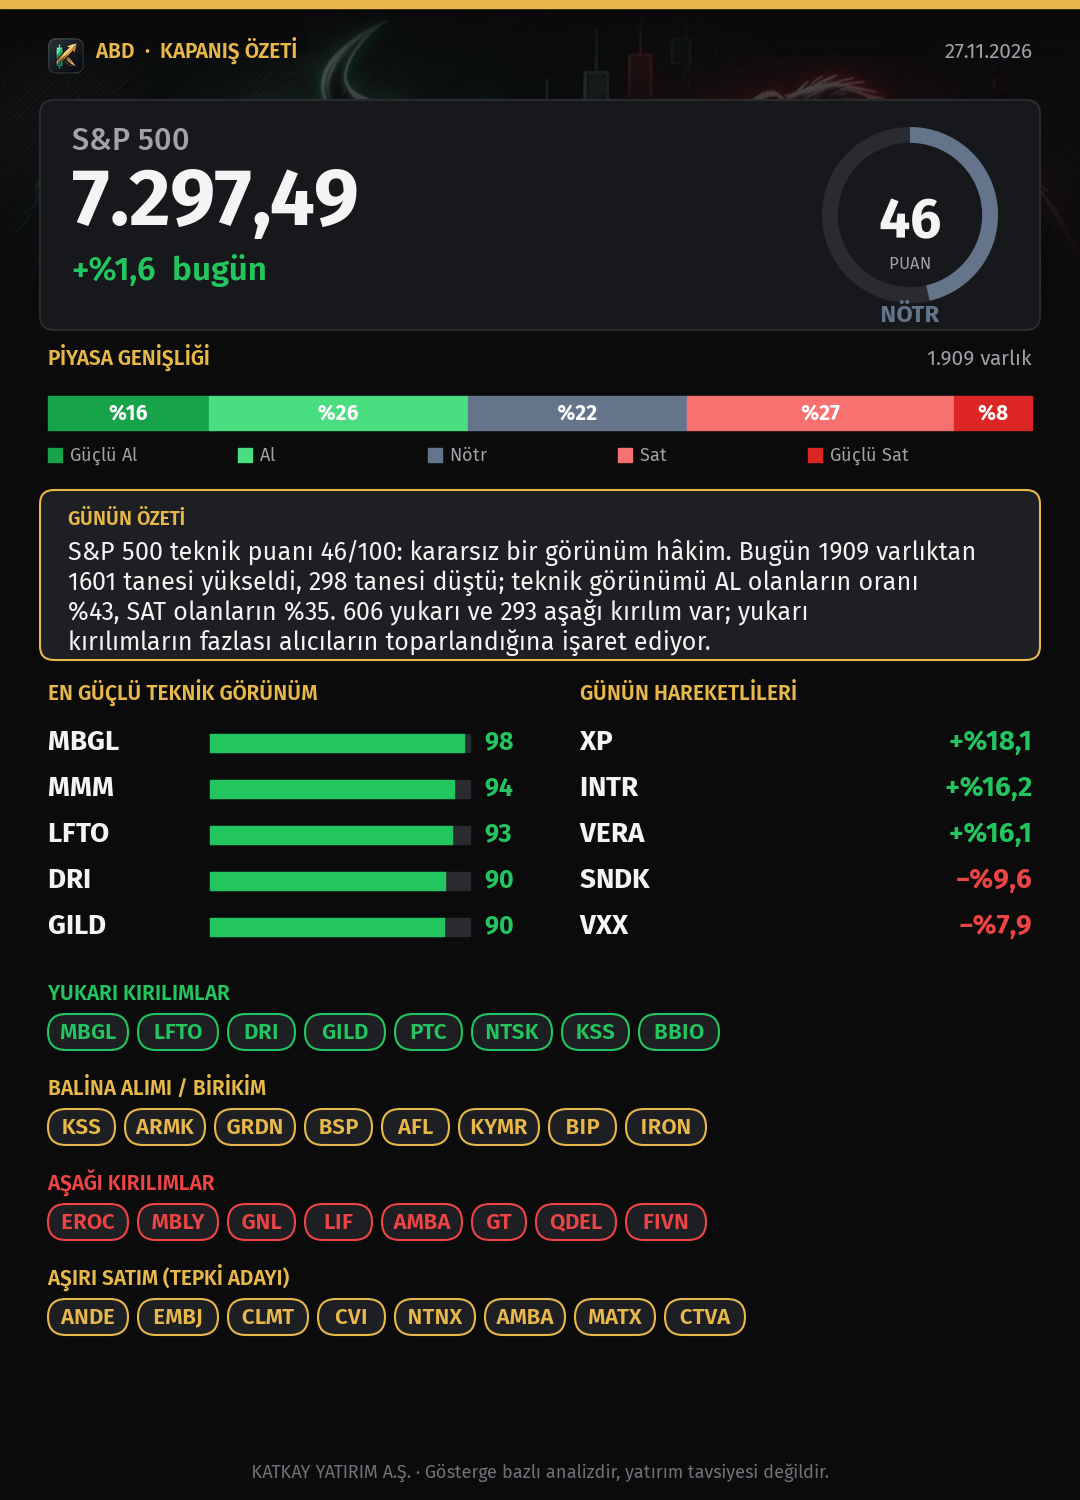 ABD · KAPANIŞ ÖZETİ
27.11.2026
S&P 500
7.297,49
+%1,6 bugün
46
PUAN
NÖTR
PİYASA GENİŞLİĞİ
1.909 varlık
%16 %26 %22 %27 %8
Güçlü Al Al Nötr Sat Güçlü Sat
GÜNÜN ÖZETİ
S&P 500 teknik puanı 46/100: kararsız bir görünüm hâkim. Bugün 1909 varlıktan
1601 tanesi yükseldi, 298 tanesi düştü; teknik görünümü AL olanların oranı
%43, SAT olanların %35. 606 yukarı ve 293 aşağı kırılım var; yukarı
kırılımların fazlası alıcıların toparlandığına işaret ediyor.
EN GÜÇLÜ TEKNİK GÖRÜNÜM
MBGL 98
MMM 94
LFTO 93
DRI 90
GILD 90
GÜNÜN HAREKETLİLERİ
XP +%18,1
INTR +%16,2
VERA +%16,1
SNDK −%9,6
VXX −%7,9
YUKARI KIRILIMLAR
MBGL LFTO DRI GILD PTC NTSK KSS BBIO
BALİNA ALIMI / BİRİKİM
KSS ARMK GRDN BSP AFL KYMR BIP IRON
AŞAĞI KIRILIMLAR
EROC MBLY GNL LIF AMBA GT QDEL FIVN
AŞIRI SATIM (TEPKİ ADAYI)
ANDE EMBJ CLMT CVI NTNX AMBA MATX CTVA
KATKAY YATIRIM A.Ş. · Gösterge bazlı analizdir, yatırım tavsiyesi değildir.